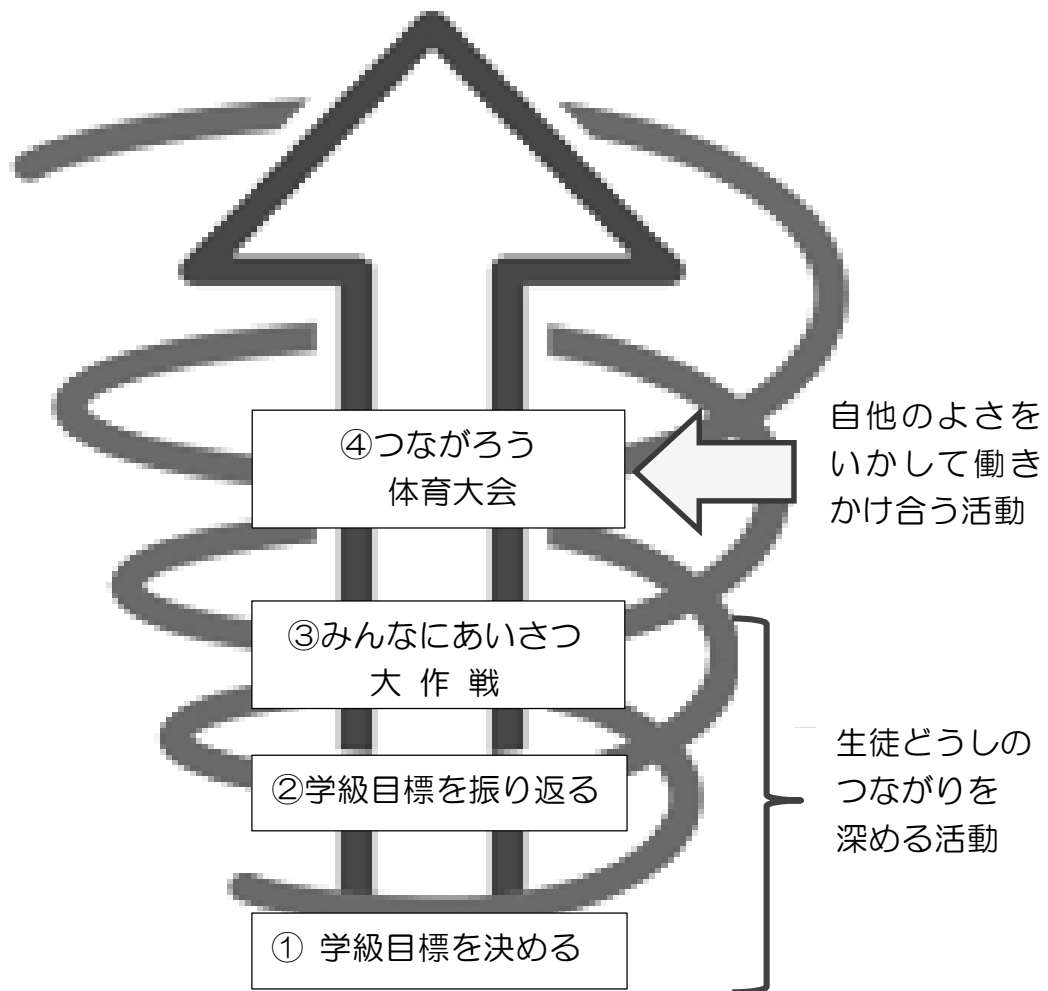 ④つながろう
体育大会
自他のよさを
いかして働き
かけ合う活動
③みんなにあいさつ
大 作 戦
生徒どうしの
つながりを
深める活動
②学級目標を振り返る
① 学級目標を決める